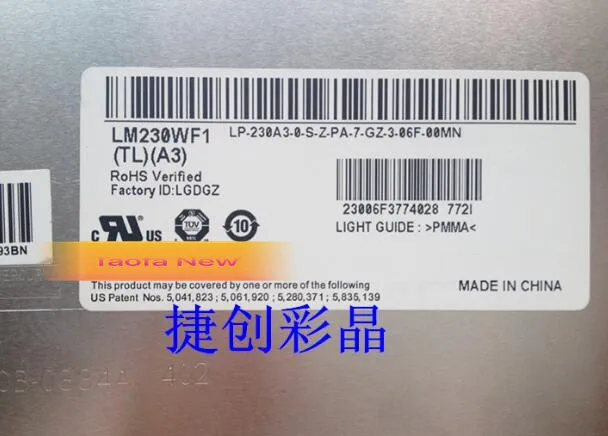 LM230WF1
(TL)(A3)
LP-230A3-0-S-Z-PA-7-GZ-3-06F-00MN
RoHS Verified
Factory ID:LGDGZ
23006F3774028 772I
LIGHT GUIDE : >PMMA<
c US
TÜV
10
93BN
Taofa New
This product may be covered by one or more of the following
US Patent Nos. 5,041,823 ; 5,061,920 ; 5,280,371 ; 5,835,139
MADE IN CHINA
捷创彩晶
402